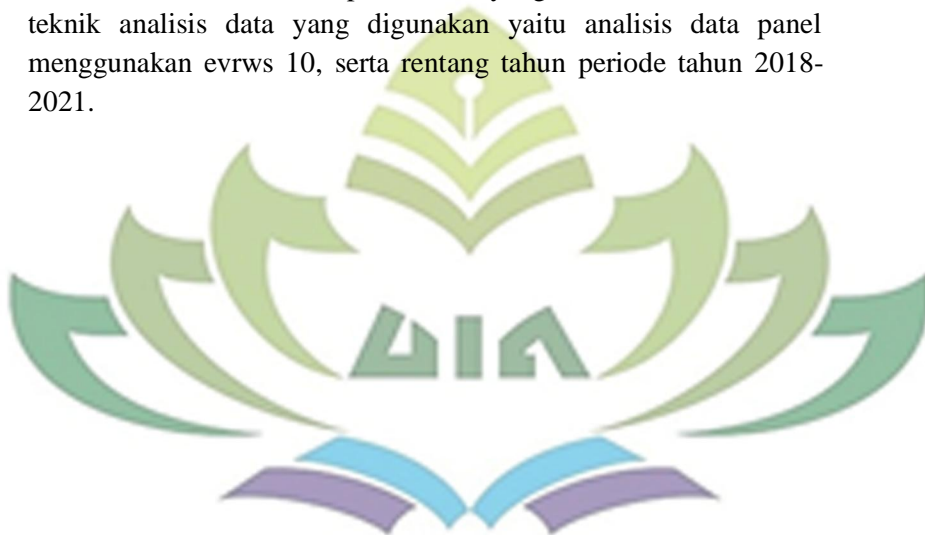 teknik analisis data yang digunakan yaitu analisis data panel
menggunakan evrws 10, serta rentang tahun periode tahun 2018-
2021.
UIN